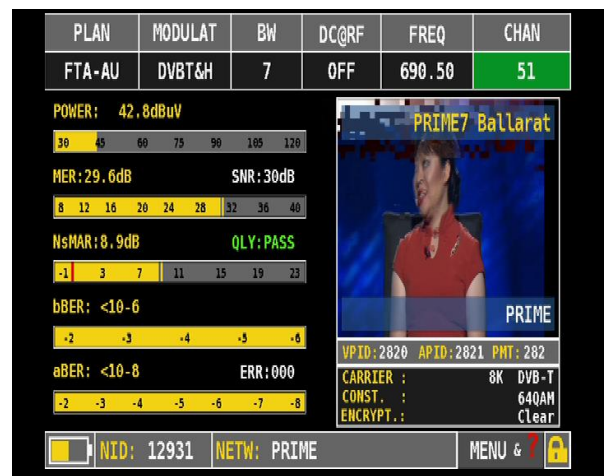 PLAN MODULAT BW DC@RF FREQ CHAN
FTA-AU DVBT&H 7 OFF 690.50 51
POWER: 42.8dBuV
30 45 60 75 90 105 120
MER:29.6dB SNR:30dB
8 12 16 20 24 28 32 36 40
NsMAR:8.9dB QLY:PASS
-1 3 7 11 15 19 23
bBER: <10-6
-2 -3 -4 -5 -6
aBER: <10-8 ERR:000
-2 -3 -4 -5 -6 -7 -8
PRIME7 Ballarat
PRIME
VPID:2820 APID:2821 PMT:282
CARRIER : 8K DVB-T
CONST. : 64QAM
ENCRYPT.: Clear
NID: 12931 NETW: PRIME MENU & ?